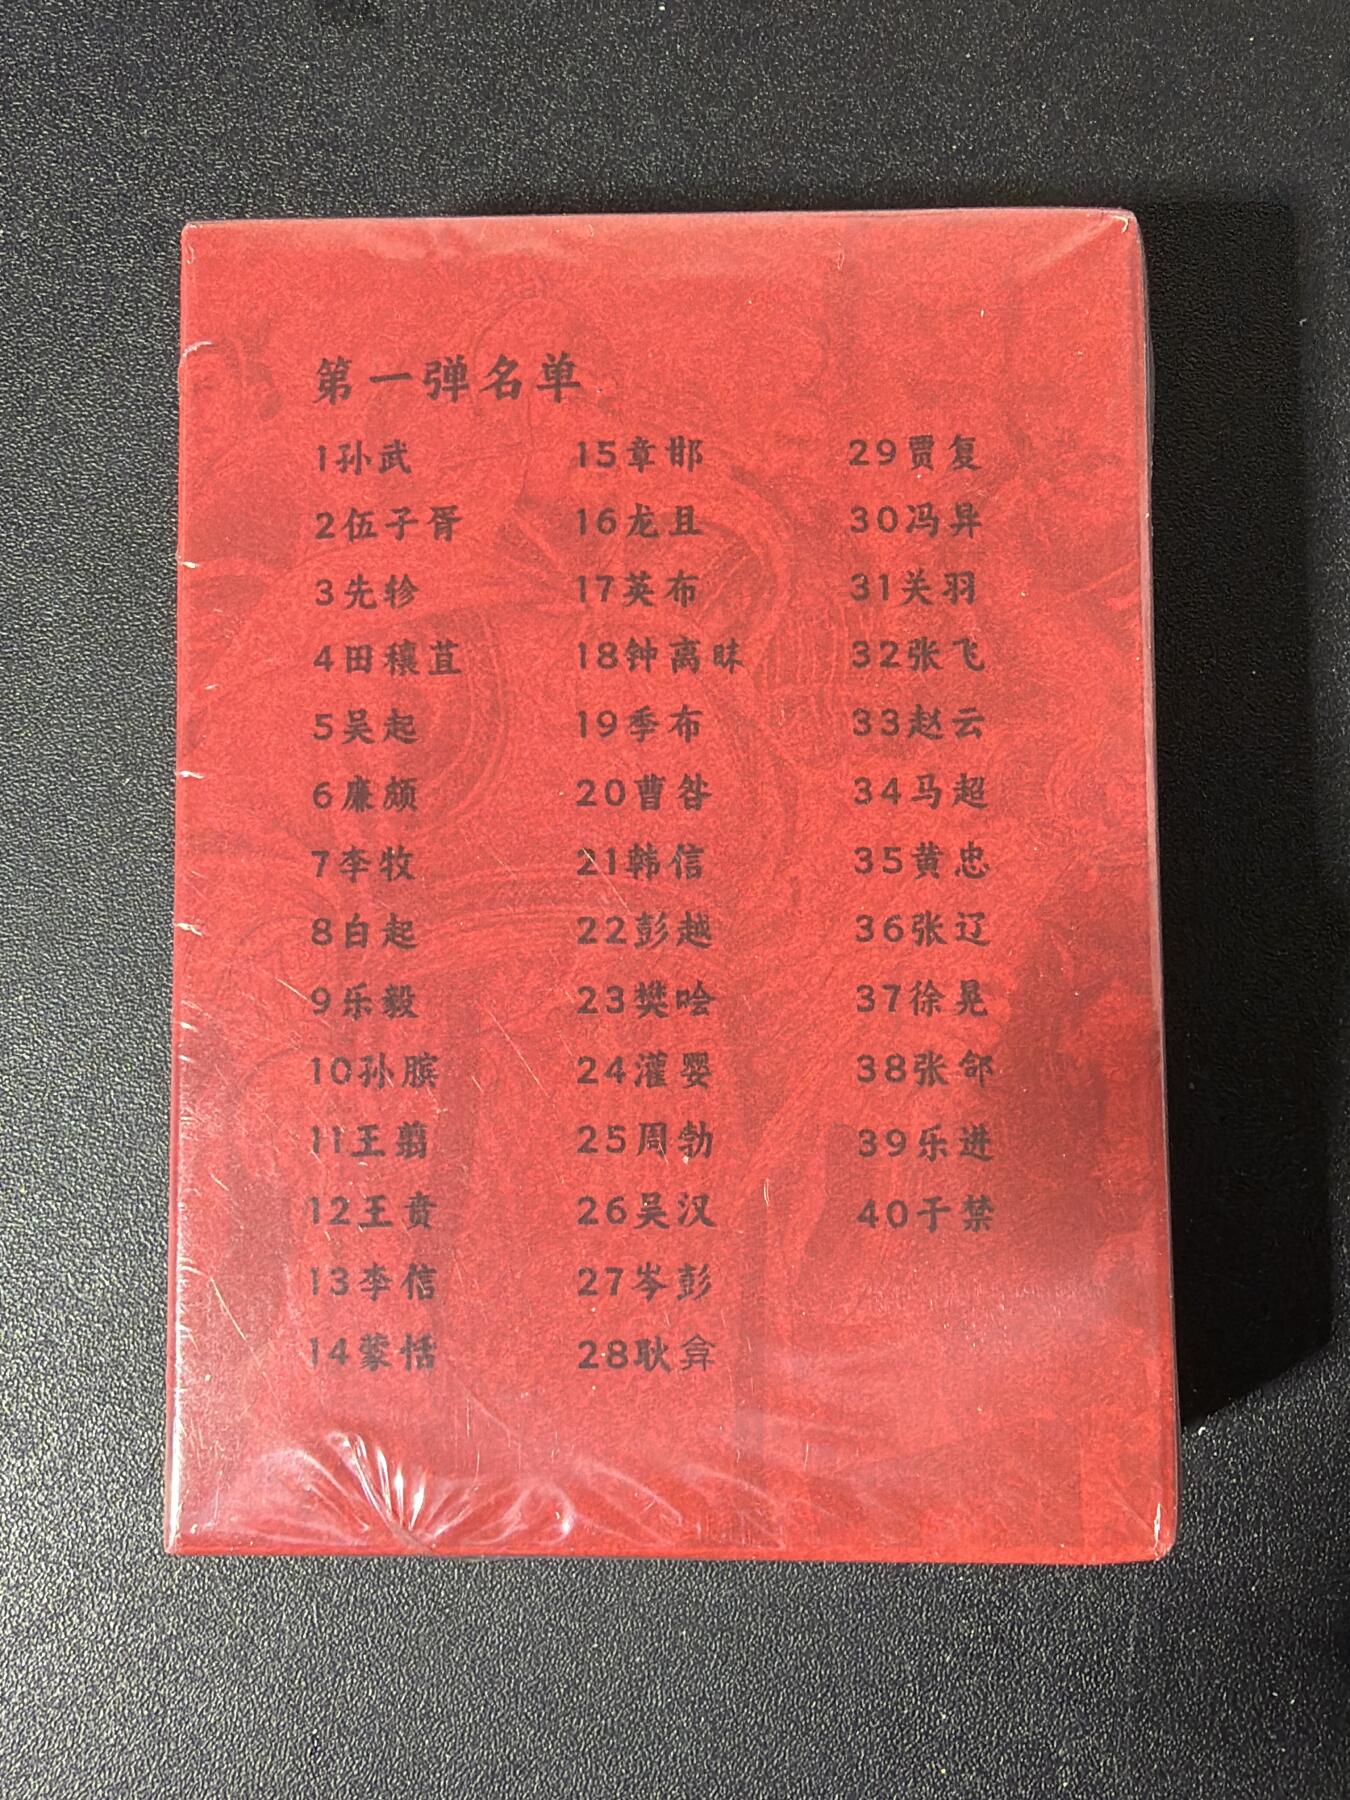 第一弹名单
1孙武
2伍子胥
3先轸
4田穰苴
5吴起
6廉颇
7李牧
8白起
9乐毅
10孙膑
11王翦
12王贲
13李信
14蒙恬
15章邯
16龙且
17英布
18钟离昧
19季布
20曹咎
21韩信
22彭越
23樊哙
24灌婴
25周勃
26吴汉
27岑彭
28耿弇
29贾复
30冯异
31关羽
32张飞
33赵云
34马超
35黄忠
36张辽
37徐晃
38张郃
39乐进
40于禁